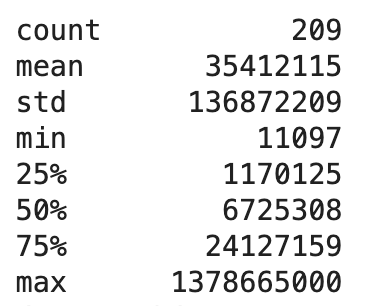 count 209
mean 35412115
std 136872209
min 11097
25% 1170125
50% 6725308
75% 24127159
max 1378665000